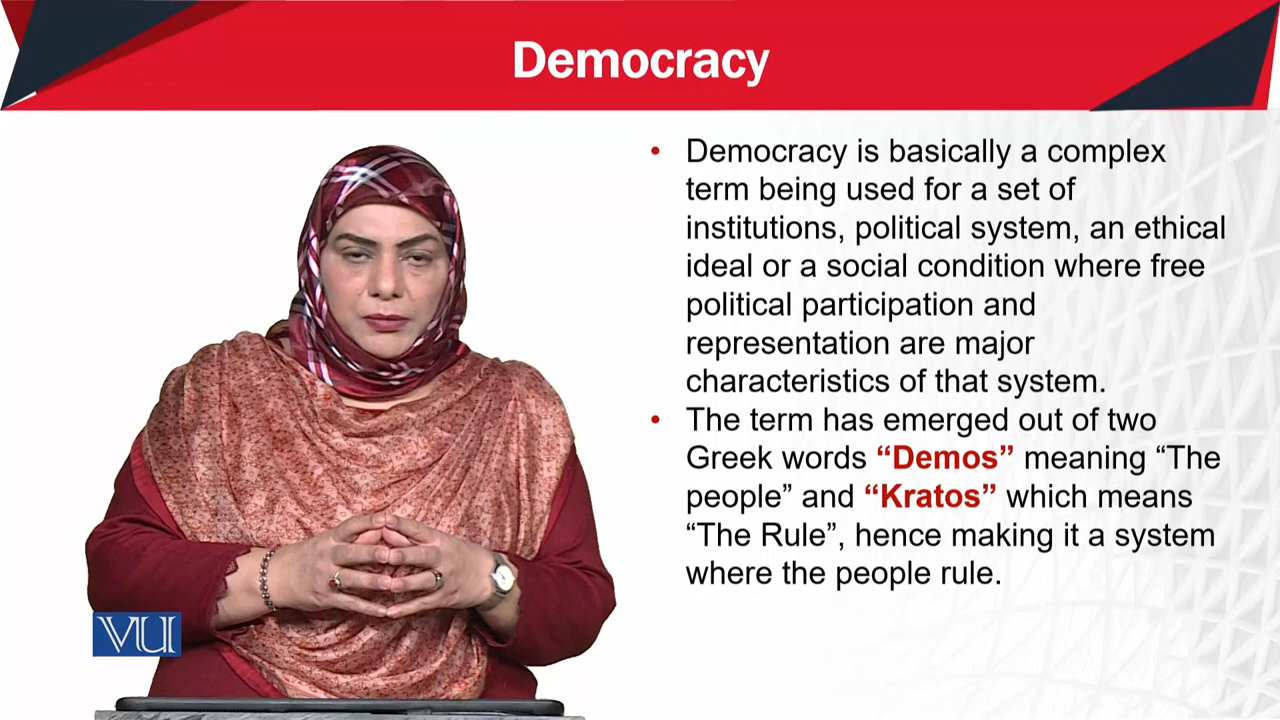 Democracy
• Democracy is basically a complex
term being used for a set of
institutions, political system, an ethical
ideal or a social condition where free
political participation and
representation are major
characteristics of that system.
• The term has emerged out of two
Greek words “Demos” meaning “The
people” and “Kratos” which means
“The Rule”, hence making it a system
where the people rule.
VU